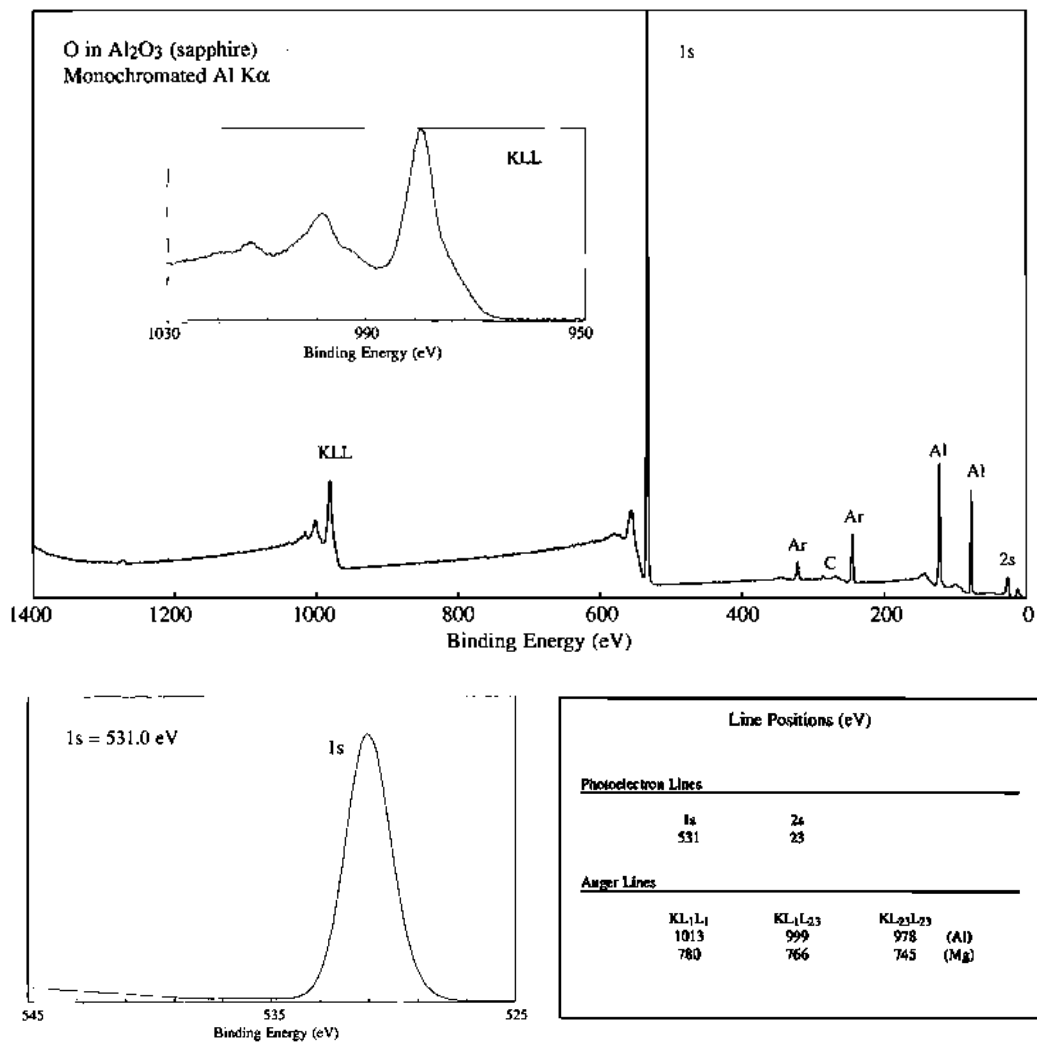 O in Al₂O₃ (sapphire)
Monochromated Al Kα
1s
KLL
1030 990 950
Binding Energy (eV)
KLL
Ar
C
Ar
Al
Al
2s
1400 1000 800 600 400 200 0
Binding Energy (eV)
1s = 531.0 eV
1s
545 535 525
Binding Energy (eV)
Line Positions (eV)
Photoelectron Lines
1s 2s
531 23
Auger Lines
KL₁L₁ KL₁L₂₃ KL₂₃L₂₃
1013 999 978 (Al)
780 766 745 (Mg)